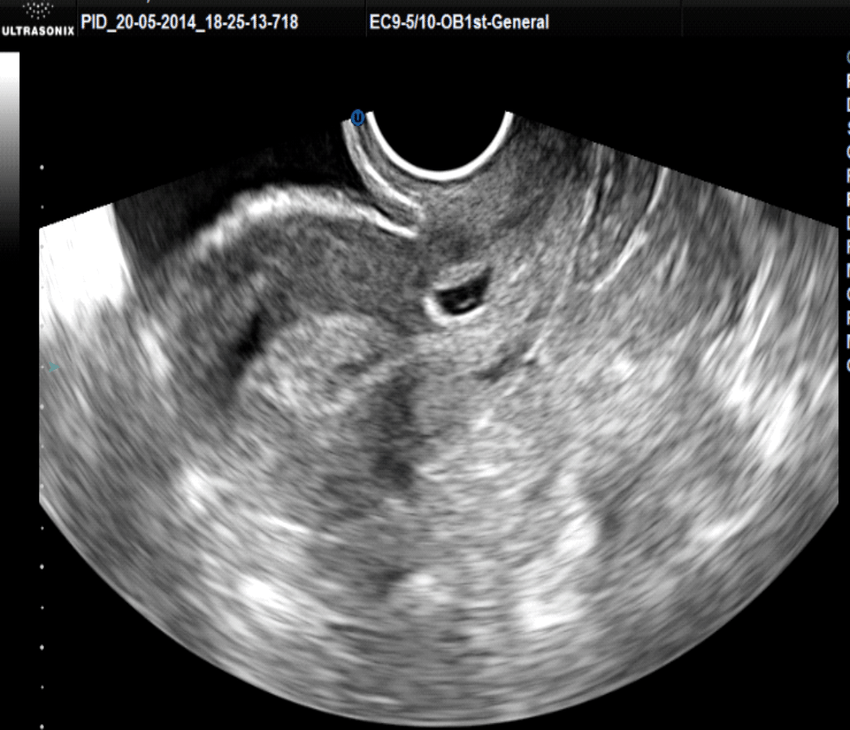 ULTRASONIX
PID_20-05-2014_18-25-13-718
EC9-5/10-OB1st-General
U